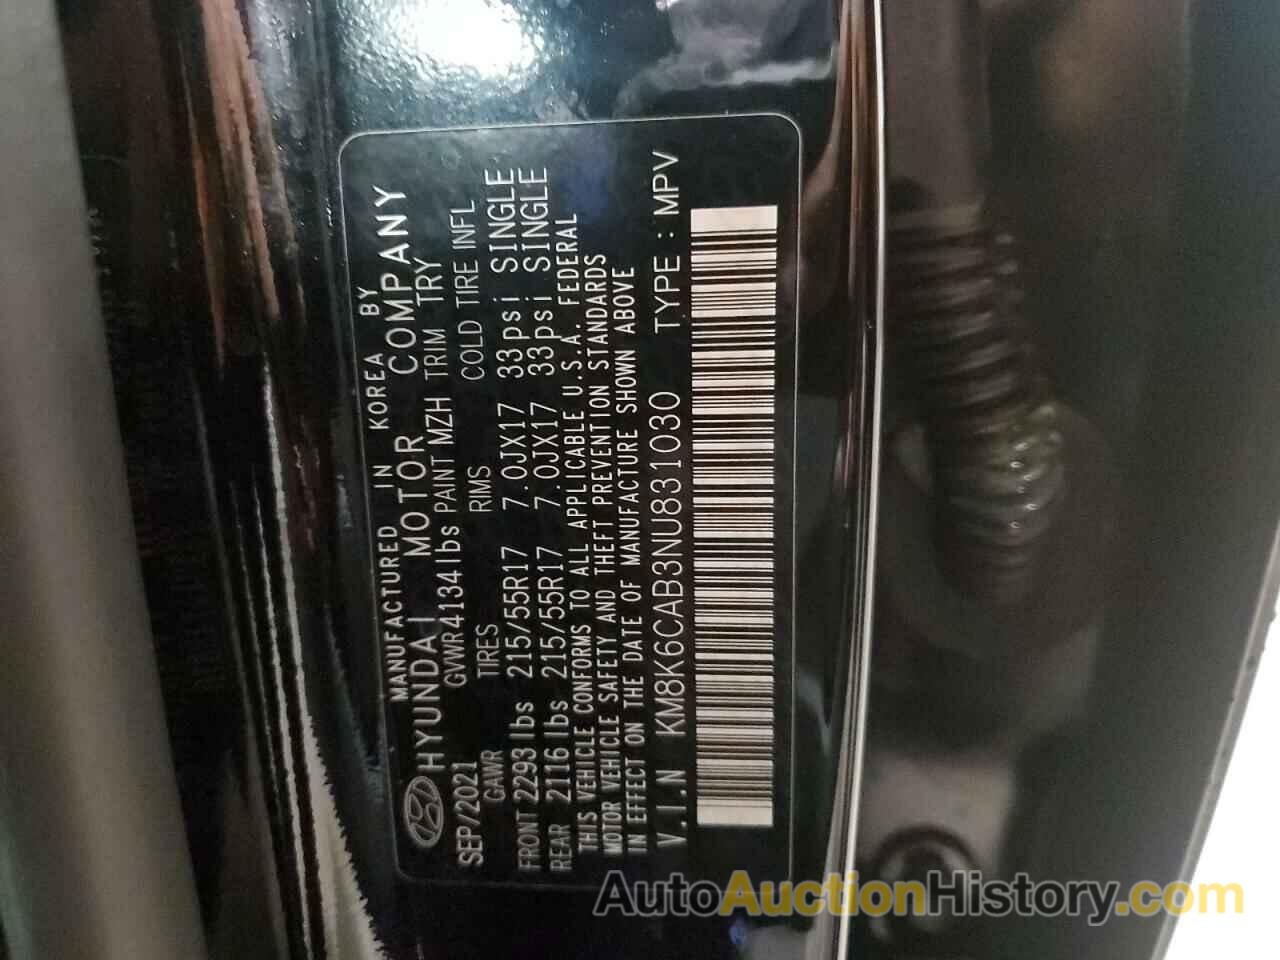 MANUFACTURED IN KOREA BY
HYUNDAI MOTOR COMPANY
SEP/2021 GVWR4134lbs PAINT MZH TRIM TRY
GAWR TIRES RIMS COLD TIRE INFL
FRONT 2293 lbs 215/55R17 7.0JX17 33psi SINGLE
REAR 2116 lbs 215/55R17 7.0JX17 33psi SINGLE
THIS VEHICLE CONFORMS TO ALL APPLICABLE U.S.A. FEDERAL
MOTOR VEHICLE SAFETY AND THEFT PREVENTION STANDARDS
IN EFFECT ON THE DATE OF MANUFACTURE SHOWN ABOVE
V.I.N KM8K6CAB3NU831030 TYPE : MPV
AutoAuctionHistory.com